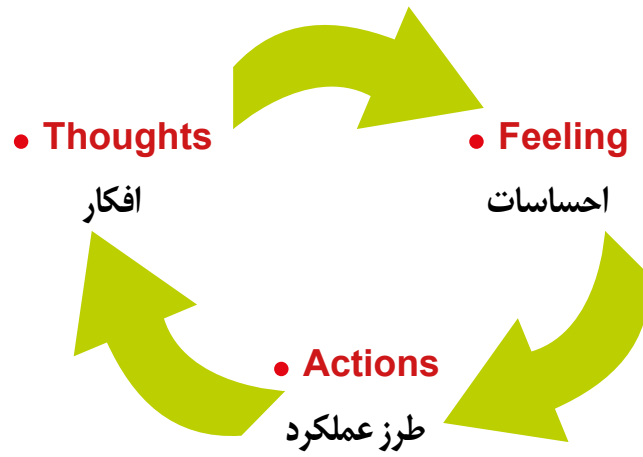 • Thoughts
افکار
• Feeling
احساسات
• Actions
طرز عملکرد